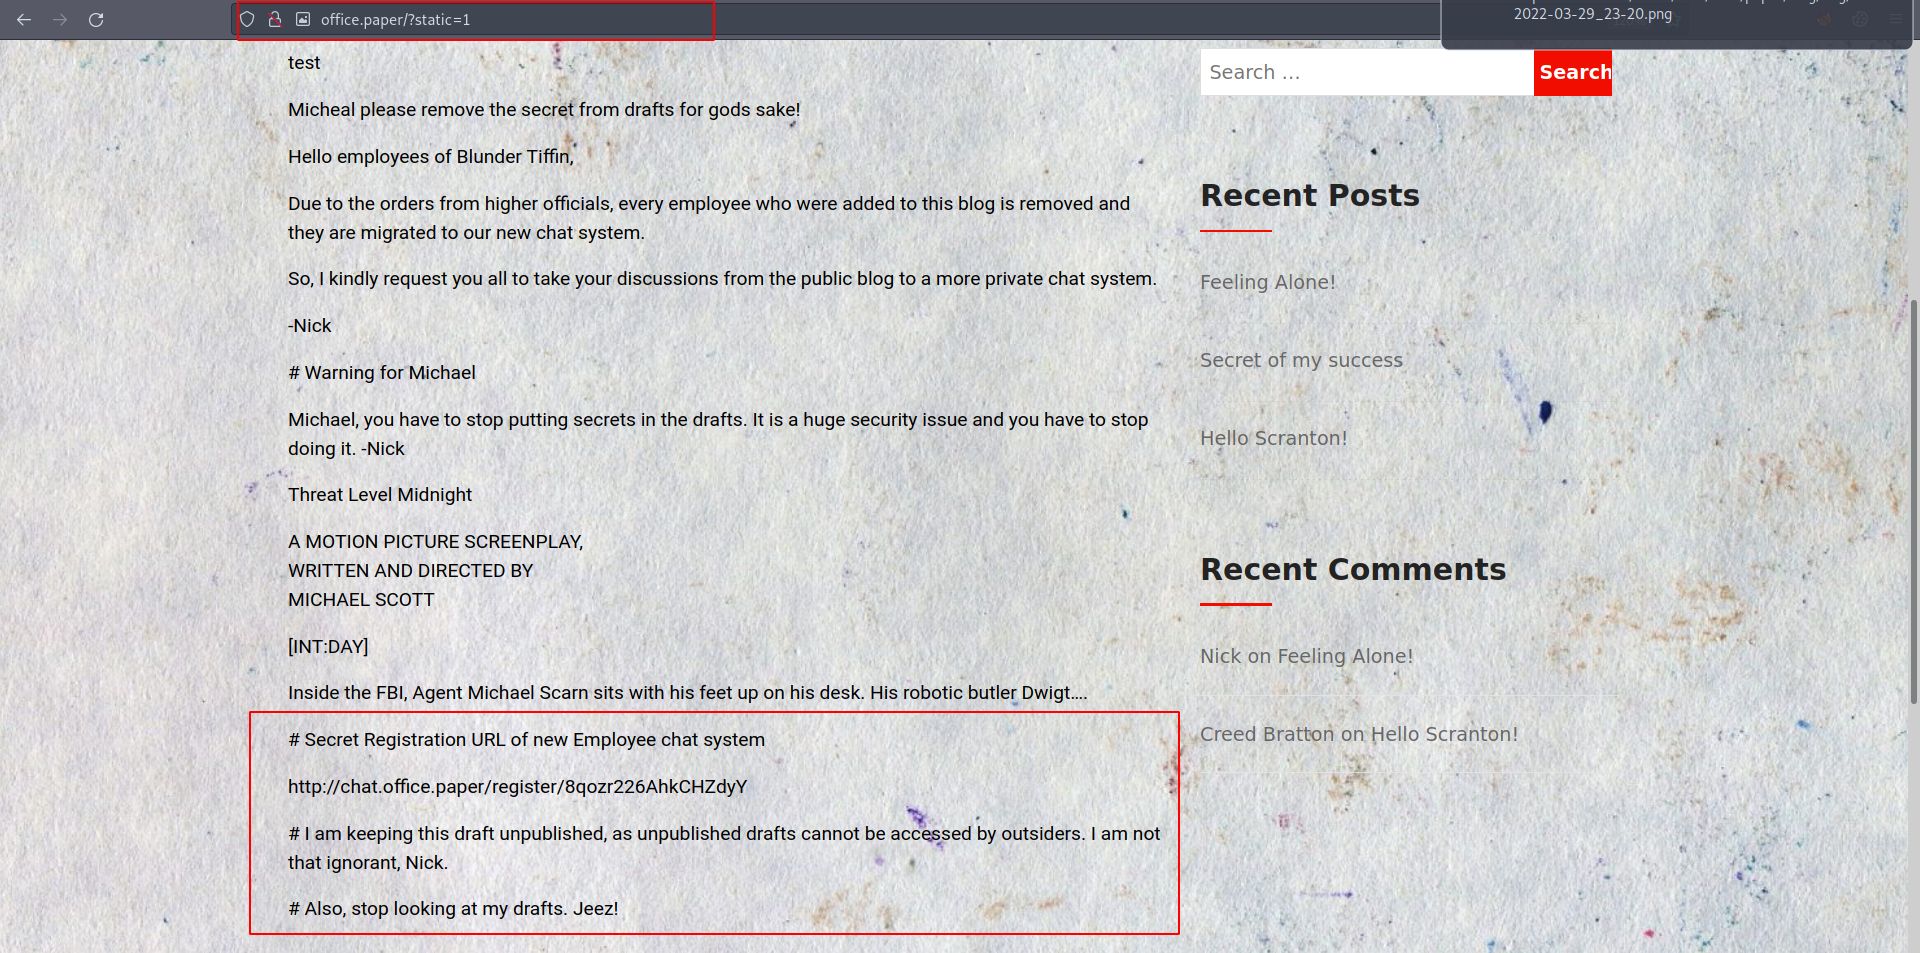 office.paper/?static=1
2022-03-29_23-20.png
test
Micheal please remove the secret from drafts for gods sake!
Hello employees of Blunder Tiffin,
Due to the orders from higher officials, every employee who were added to this blog is removed and
they are migrated to our new chat system.
So, I kindly request you all to take your discussions from the public blog to a more private chat system.
-Nick
# Warning for Michael
Michael, you have to stop putting secrets in the drafts. It is a huge security issue and you have to stop
doing it. -Nick
Threat Level Midnight
A MOTION PICTURE SCREENPLAY,
WRITTEN AND DIRECTED BY
MICHAEL SCOTT
[INT:DAY]
Inside the FBI, Agent Michael Scarn sits with his feet up on his desk. His robotic butler Dwigt….
# Secret Registration URL of new Employee chat system
http://chat.office.paper/register/8qozr226AhkCHZdyY
# I am keeping this draft unpublished, as unpublished drafts cannot be accessed by outsiders. I am not
that ignorant, Nick.
# Also, stop looking at my drafts. Jeez!
Search …
Search
Recent Posts
Feeling Alone!
Secret of my success
Hello Scranton!
Recent Comments
Nick on Feeling Alone!
Creed Bratton on Hello Scranton!